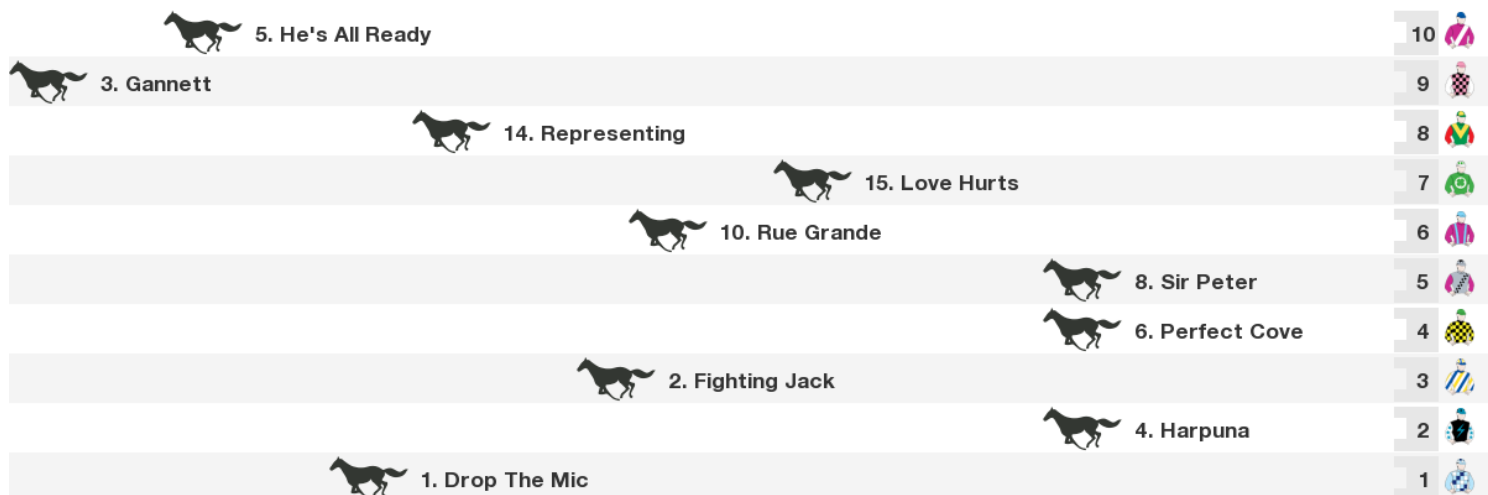 5. He's All Ready 10
3. Gannett 9
14. Representing 8
15. Love Hurts 7
10. Rue Grande 6
8. Sir Peter 5
6. Perfect Cove 4
2. Fighting Jack 3
4. Harpuna 2
1. Drop The Mic 1